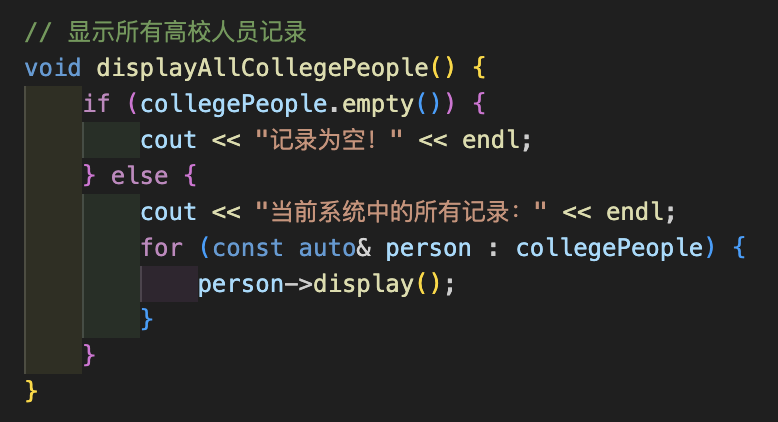 // 显示所有高校人员记录
void displayAllCollegePeople() {
    if (collegePeople.empty()) {
        cout << "记录为空！" << endl;
    } else {
        cout << "当前系统中的所有记录：" << endl;
        for (const auto& person : collegePeople) {
            person->display();
        }
    }
}